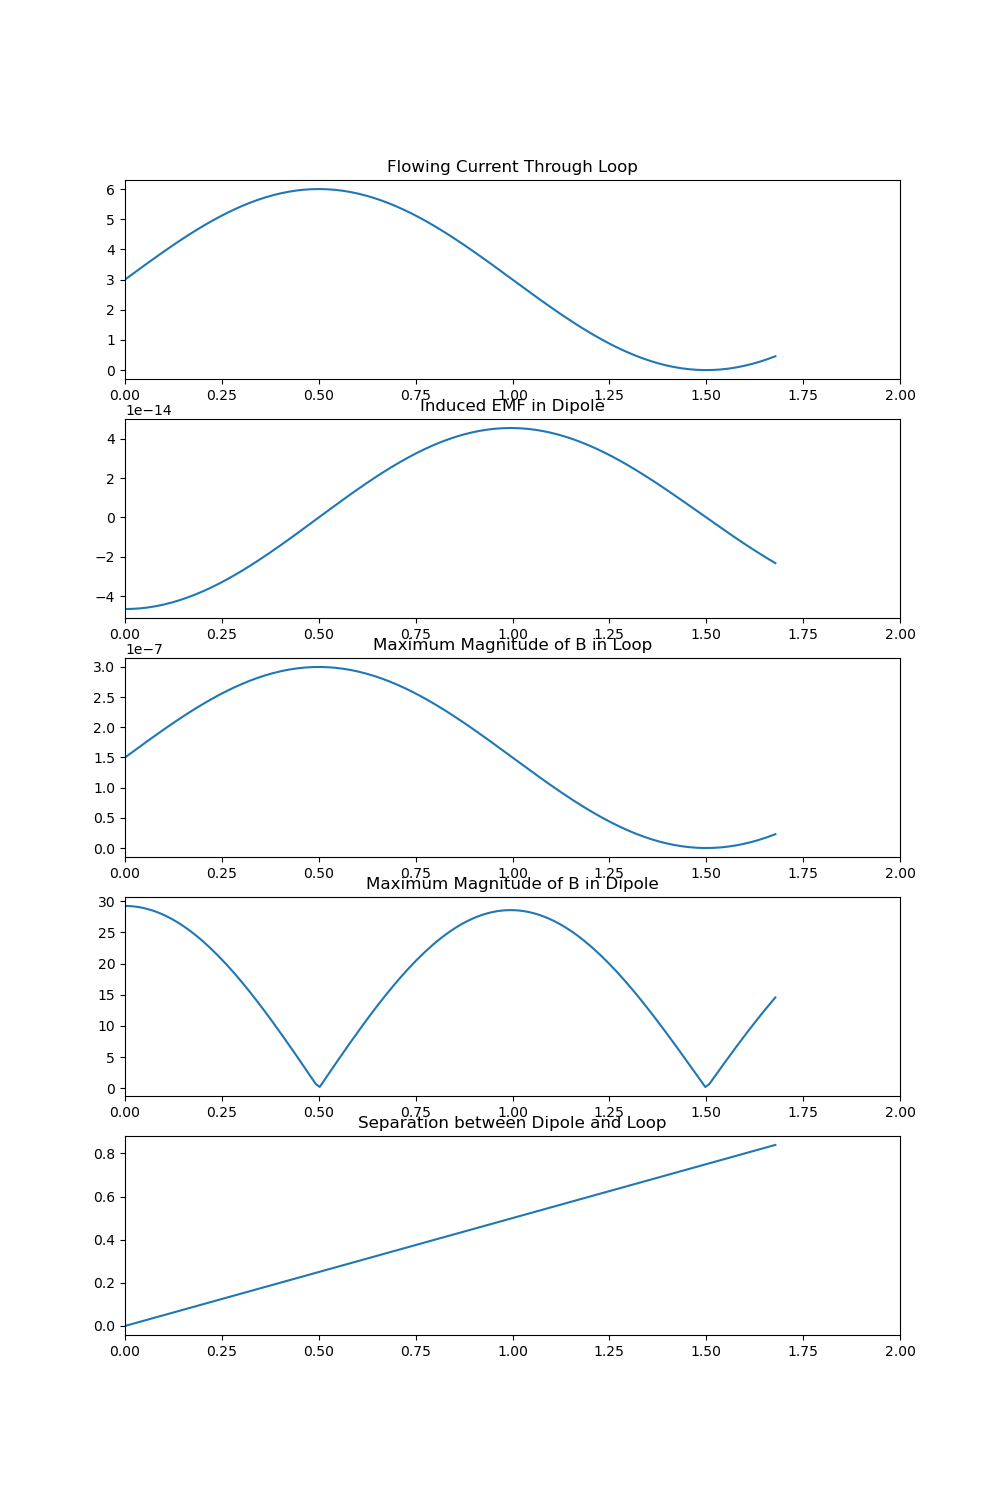 Flowing Current Through Loop
6
5
4
3
2
1
0
0.00 0.25 0.50 0.75 1.00 1.25 1.50 1.75 2.00
Induced EMF in Dipole
1e−14
4
2
0
−2
−4
0.00 0.25 0.50 0.75 1.00 1.25 1.50 1.75 2.00
Maximum Magnitude of B in Loop
1e−7
3.0
2.5
2.0
1.5
1.0
0.5
0.0
0.00 0.25 0.50 0.75 1.00 1.25 1.50 1.75 2.00
Maximum Magnitude of B in Dipole
30
25
20
15
10
5
0
0.00 0.25 0.50 0.75 1.00 1.25 1.50 1.75 2.00
Separation between Dipole and Loop
0.8
0.6
0.4
0.2
0.0
0.00 0.25 0.50 0.75 1.00 1.25 1.50 1.75 2.00